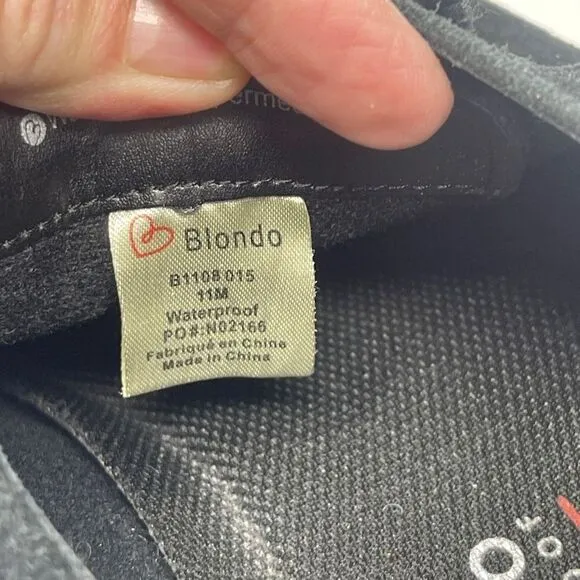 Blondo
B1108 015
11M
Waterproof
PO#:N02166
Fabriqué en Chine
Made in China